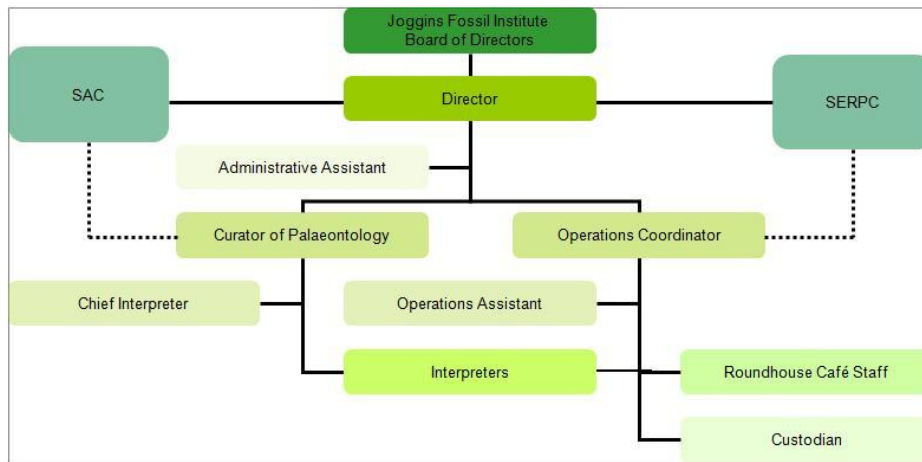 Joggins Fossil Institute
Board of Directors
SAC
Director
SERPC
Administrative Assistant
Curator of Palaeontology
Operations Coordinator
Chief Interpreter
Operations Assistant
Interpreters
Roundhouse Café Staff
Custodian